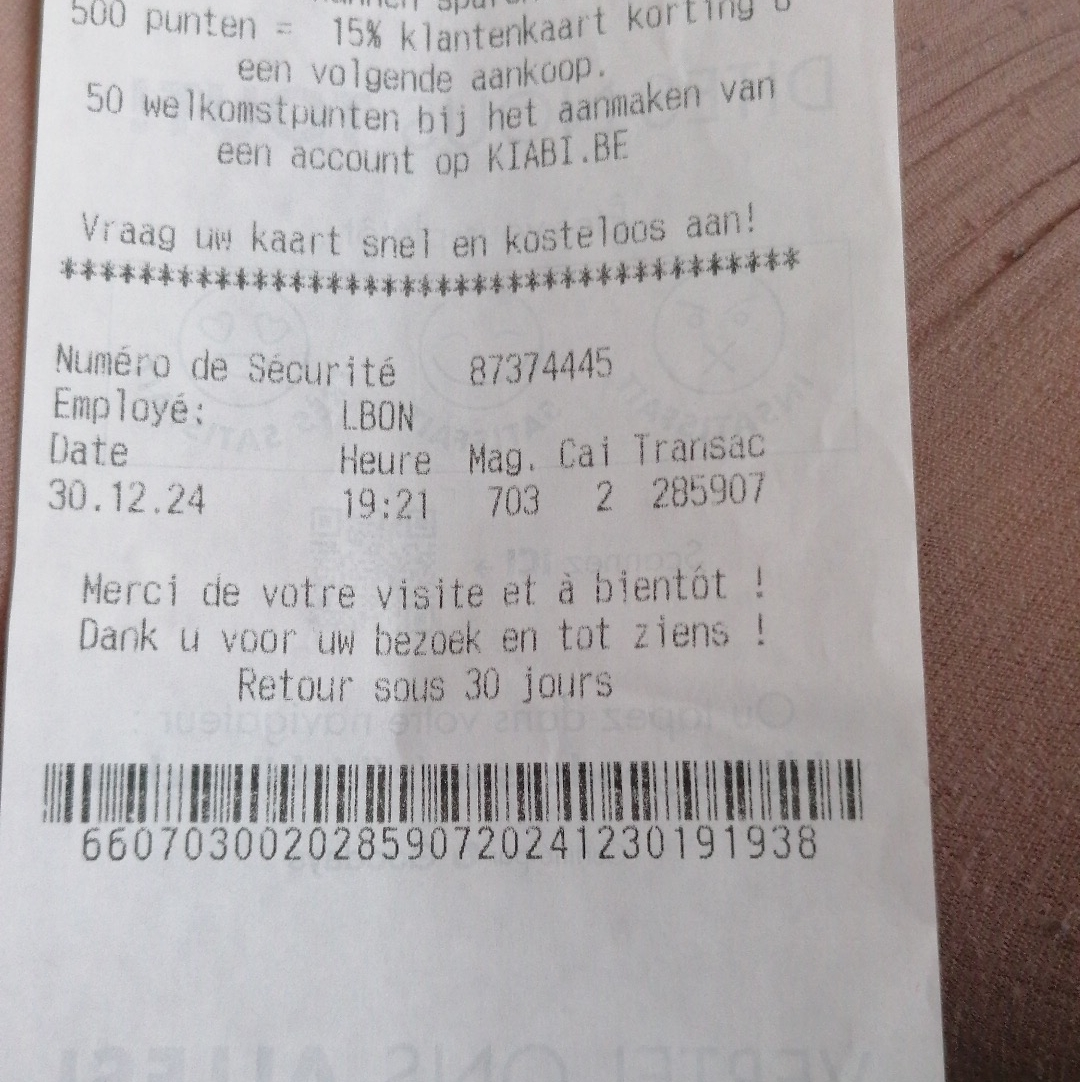 500 punten = 15% klantenkaart korting
een volgende aankoop.
50 welkomstpunten bij het aanmaken van
een account op KIABI.BE
Vraag uw kaart snel en kosteloos aan!
****************************************
Numéro de Sécurité 87374445
Employé: LBON
Date Heure Mag. Cai Transac
30.12.24 19:21 703 2 285907
Merci de votre visite et à bientôt !
Dank u voor uw bezoek en tot ziens !
Retour sous 30 jours
660703002028590720241230191938